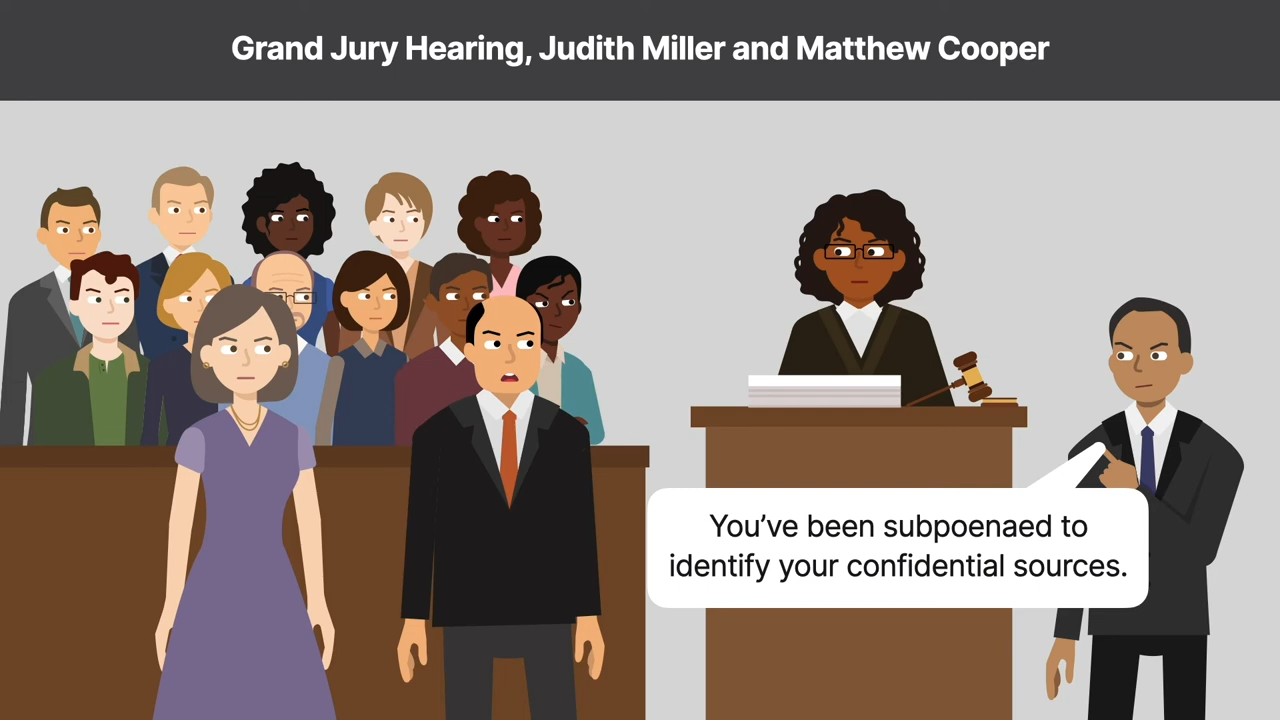 Grand Jury Hearing, Judith Miller and Matthew Cooper
You’ve been subpoenaed to
identify your confidential sources.